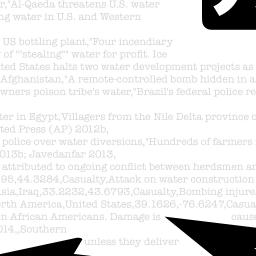 r,"Al-Qaeda threatens U.S. water
ng water in U.S. and Western
US bottling plant,"Four incendiary
of ""stealing"" water for profit. Ice
ted States halts two water development projects as
Afghanistan,"A remote-controlled bomb hidden in a
wners poison tribe's water,"Brazil's federal police re
ter in Egypt,Villagers from the Nile Delta province o
ted Press (AP) 2012b,
police over water diversions,"Hundreds of farmers
013b; Javedanfar 2013,
attributed to ongoing conflict between herdsmen an
98,44.3284,Casualty,Attack on water construction
sia,Iraq,33.2232,43.6793,Casualty,Bombing injure
rth America,United States,39.1626,-76.6247,Casua
n African Americans. Damage is caus
014,,Southern
unless they deliver